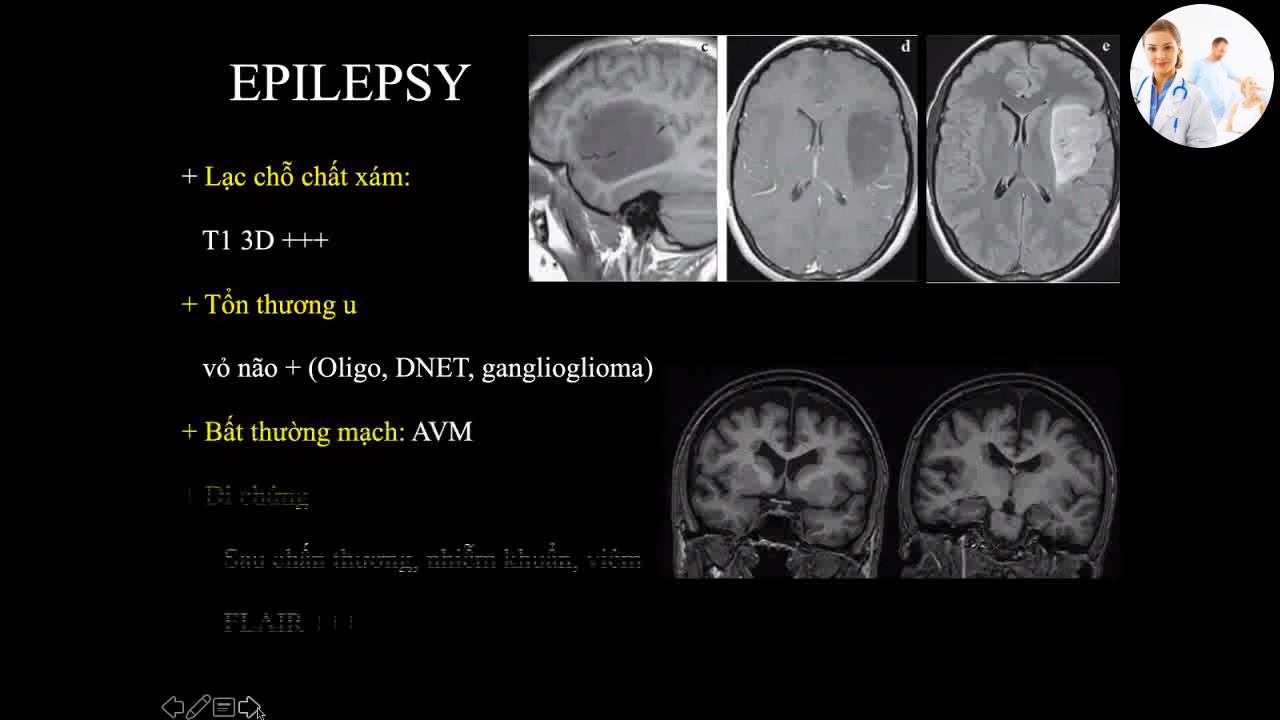 EPILEPSY
+ Lạc chỗ chất xám:
T1 3D +++
+ Tổn thương u
vỏ não + (Oligo, DNET, ganglioglioma)
+ Bất thường mạch: AVM
+ Di chứng
Sau chấn thương, nhiễm khuẩn, viêm
FLAIR +++
c
d
e